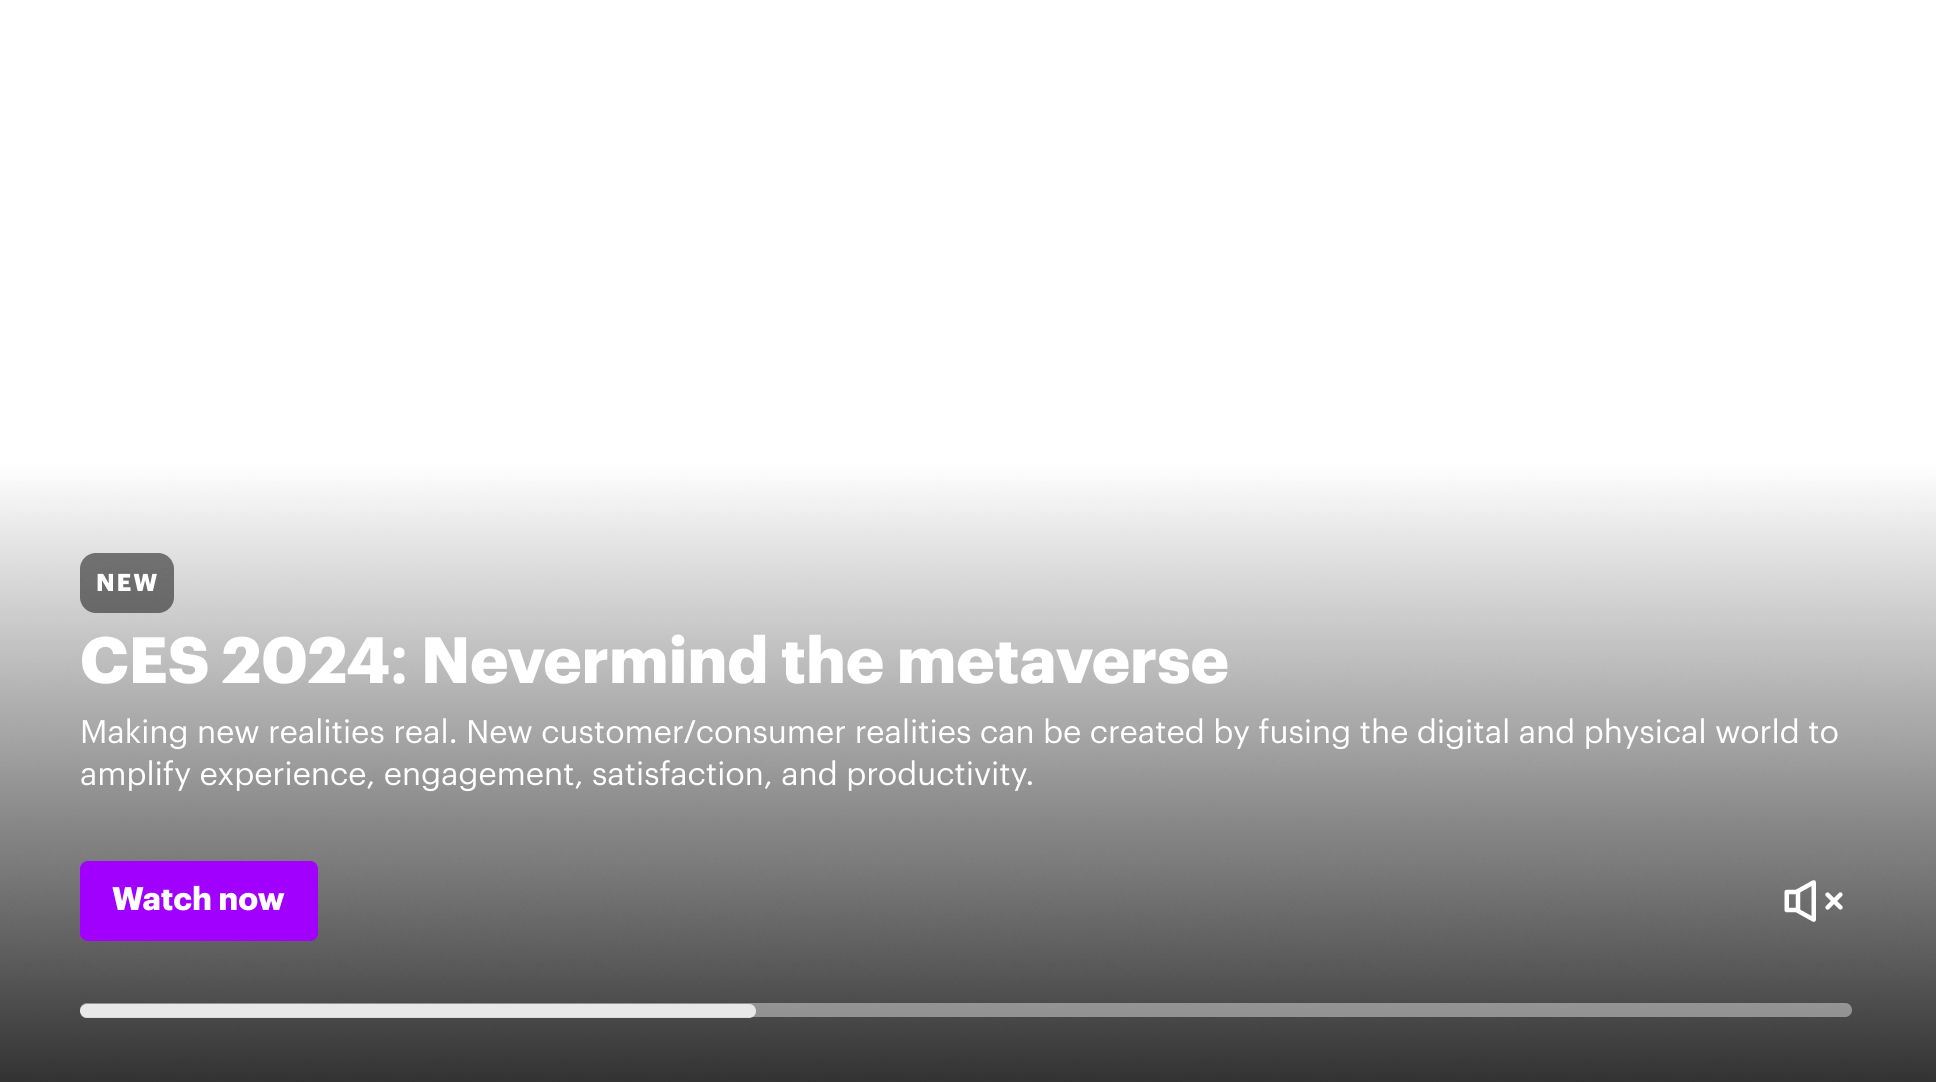 NEW
CES 2024: Nevermind the metaverse
Making new realities real. New customer/consumer realities can be created by fusing the digital and physical world to
amplify experience, engagement, satisfaction, and productivity.
Watch now